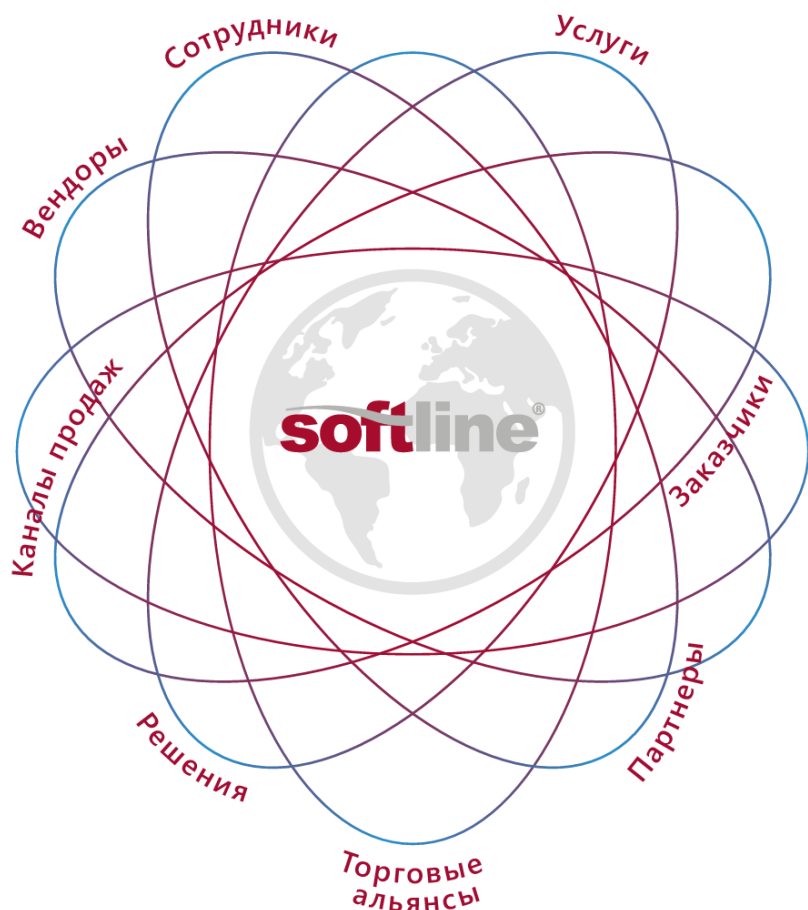 Сотрудники
Услуги
Вендоры
Каналы продаж
softline®
Заказчики
Решения
Партнеры
Торговые
альянсы